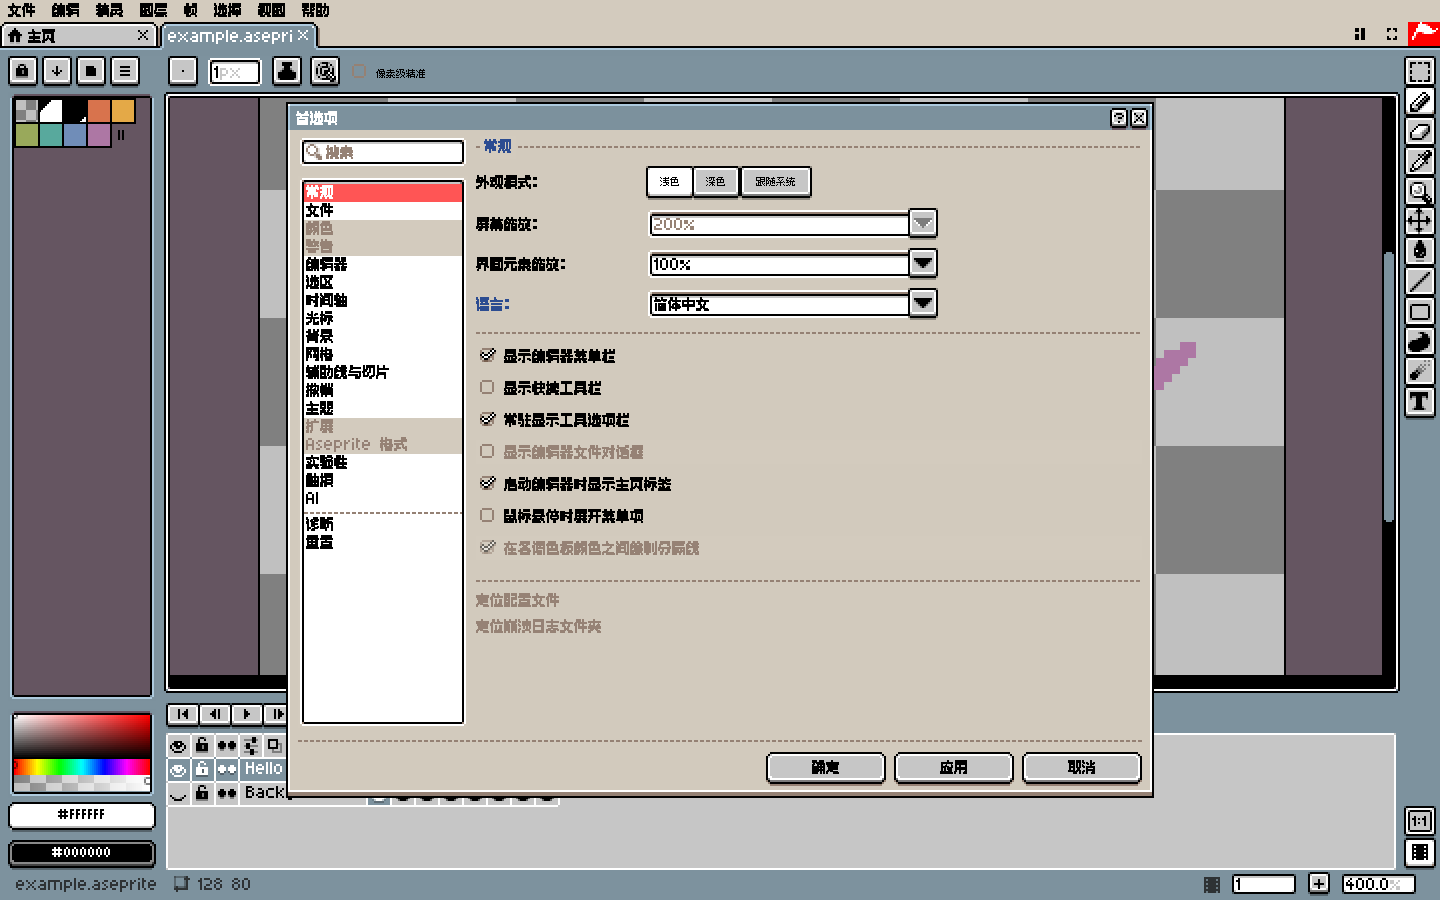 文件 编辑 精灵 图层 帧 选择 视图 帮助
主页
example.asepri
1px
像素级精准
首选项
搜索
常规
文件
颜色
警告
编辑器
选区
时间轴
光标
背景
网格
辅助线与切片
撤销
主题
扩展
Aseprite 格式
实验性
触摸
AI
诊断
重置
常规
外观模式:
浅色 深色 跟随系统
屏幕缩放:
200%
界面元素缩放:
100%
语言:
简体中文
显示编辑器菜单栏
显示快捷工具栏
常驻显示工具选项栏
显示编辑器文件对话框
启动编辑器时显示主页标签
鼠标悬停时展开菜单项
在各调色板颜色之间绘制分隔线
定位配置文件
定位崩溃日志文件夹
确定 应用 取消
Hello
Back
#FFFFFF
#000000
1:1
example.aseprite 128 80
1
400.0%